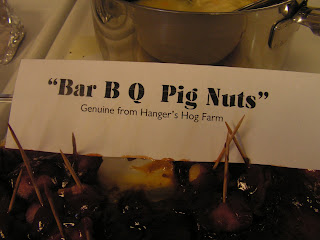 “Bar B Q Pig Nuts”
Genuine from Hanger's Hog Farm